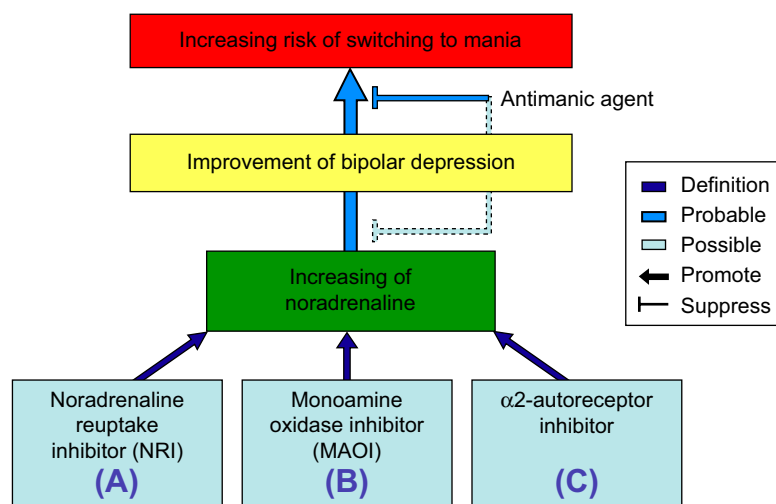 Increasing risk of switching to mania
Antimanic agent
Improvement of bipolar depression
Definition
Probable
Possible
Promote
Suppress
Increasing of
noradrenaline
Noradrenaline
reuptake
inhibitor (NRI)
(A)
Monoamine
oxidase inhibitor
(MAOI)
(B)
α2-autoreceptor
inhibitor
(C)